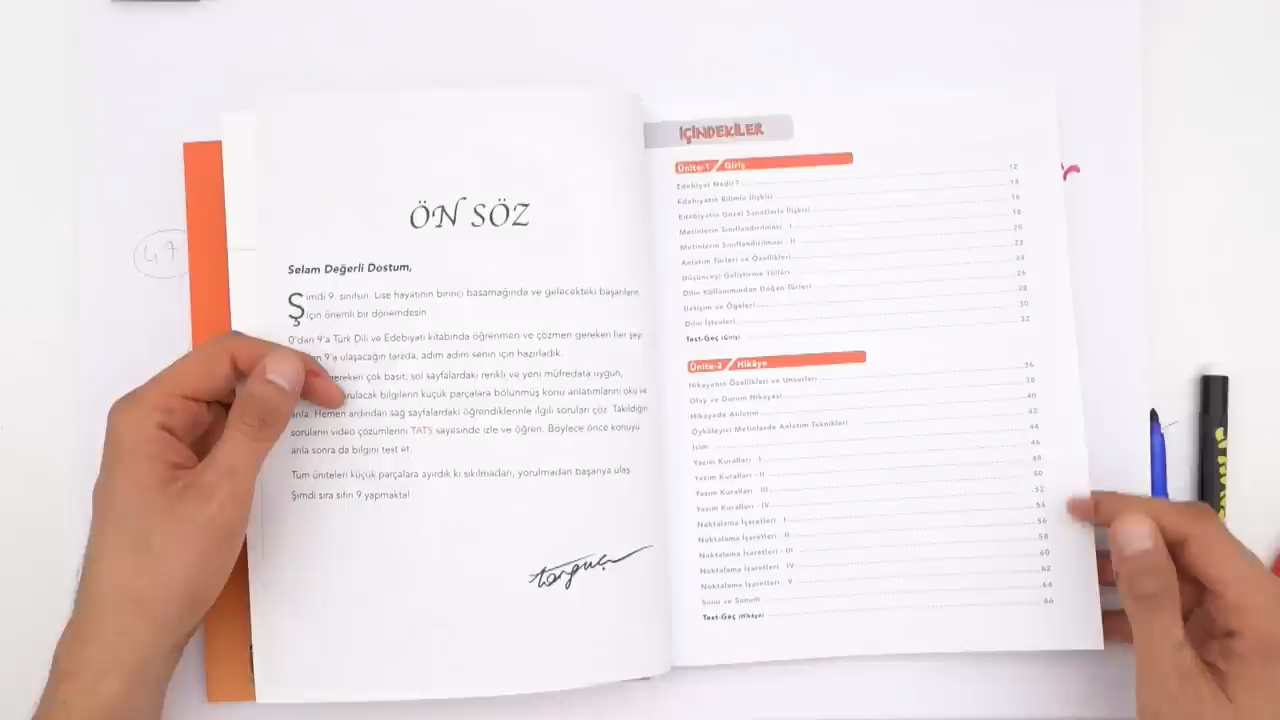 47
ÖN SÖZ
Selam Değerli Dostum,
Şimdi 9. sınıfsın. Lise hayatının birinci basamağında ve gelecekteki başarıların
için önemli bir dönemdesin.
0'dan 9'a Türk Dili ve Edebiyatı kitabında öğrenmen ve çözmen gereken her şeyi
9'a ulaşacağın tarzda, adım adım senin için hazırladık.
gereken çok basit; sol sayfalardaki renkli ve yeni müfredata uygun,
bilgilerin küçük parçalara bölünmüş konu anlatımlarını oku ve
anla. Hemen ardından sağ sayfalardaki öğrendiklerinle ilgili soruları çöz. Takıldığın
soruların video çözümlerini TATS sayesinde izle ve öğren. Böylece önce konuyu
anla sonra da bilgini test et.
Tüm üniteleri küçük parçalara ayırdık ki sıkılmadan, yorulmadan başarıya ulaş.
Şimdi sıra sıfırı 9 yapmakta!
tonguç
İÇİNDEKİLER
Ünite-1 / Giriş
Edebiyat Nedir? 12
Edebiyatın Bilimle İlişkisi 14
Edebiyatın Güzel Sanatlarla İlişkisi 16
Metinlerin Sınıflandırılması - I 18
Metinlerin Sınıflandırılması - II 20
Anlatım Türleri ve Özellikleri 22
Düşünceyi Geliştirme Yolları 24
Dilin Kullanımından Doğan Türleri 26
İletişim ve Ögeleri 28
Dilin İşlevleri 30
Test-Geç (Giriş) 32
Ünite-2 / Hikâye
Hikâyenin Özellikleri ve Unsurları 36
Olay ve Durum Hikâyesi 38
Hikâyede Anlatım 40
Öyküleyici Metinlerde Anlatım Teknikleri 42
İsim 44
Yazım Kuralları - I 46
Yazım Kuralları - II 48
Yazım Kuralları - III 50
Yazım Kuralları - IV 52
Noktalama İşaretleri - I 54
Noktalama İşaretleri - II 56
Noktalama İşaretleri - III 58
Noktalama İşaretleri - IV 60
Noktalama İşaretleri - V 62
Sunu ve Sunum 64
Test-Geç (Hikâye) 66